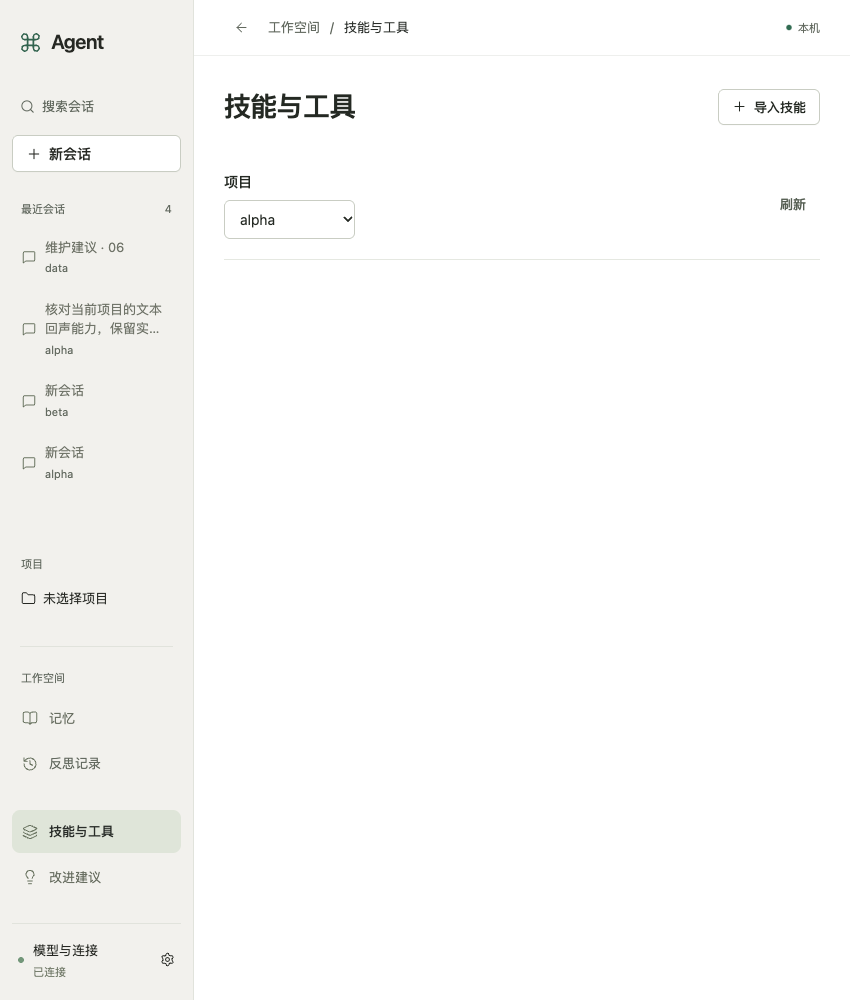 Agent
搜索会话
新会话
最近会话 4
维护建议 · 06
data
核对当前项目的文本
回声能力，保留实...
alpha
新会话
beta
新会话
alpha
项目
未选择项目
工作空间
记忆
反思记录
技能与工具
改进建议
模型与连接
已连接
工作空间 / 技能与工具
本机
技能与工具
导入技能
项目
alpha
刷新